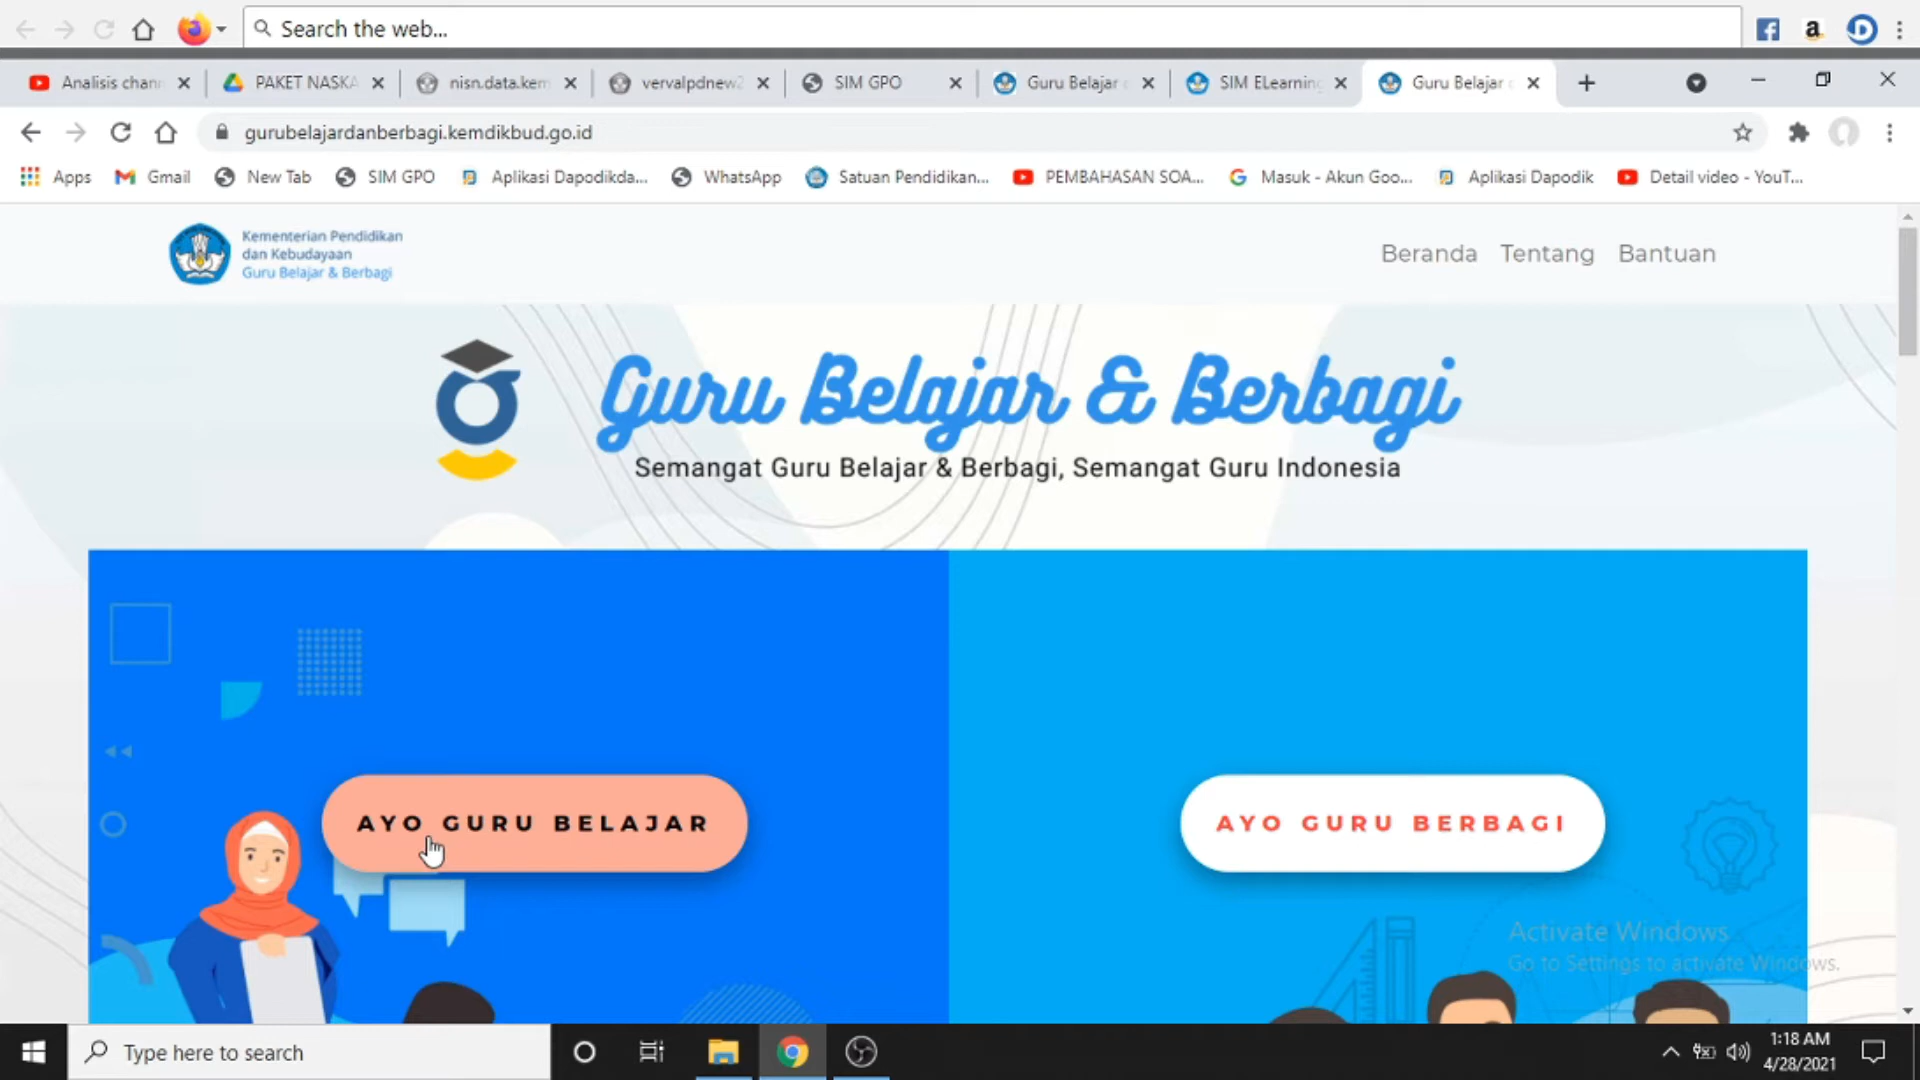 Search the web...
Analisis chann
PAKET NASKA
nisn.data.kem
vervalpdnew2
SIM GPO
Guru Belajar
SIM ELearning
Guru Belajar
gurubelajardanberbagi.kemdikbud.go.id
Apps
Gmail
New Tab
SIM GPO
Aplikasi Dapodikda...
WhatsApp
Satuan Pendidikan...
PEMBAHASAN SOA...
Masuk - Akun Goo...
Aplikasi Dapodik
Detail video - YouT...
Kementerian Pendidikan
dan Kebudayaan
Guru Belajar & Berbagi
Beranda Tentang Bantuan
Guru Belajar & Berbagi
Semangat Guru Belajar & Berbagi, Semangat Guru Indonesia
AYO GURU BELAJAR
AYO GURU BERBAGI
Activate Windows
Go to Settings to activate Windows.
Type here to search
1:18 AM
4/28/2021